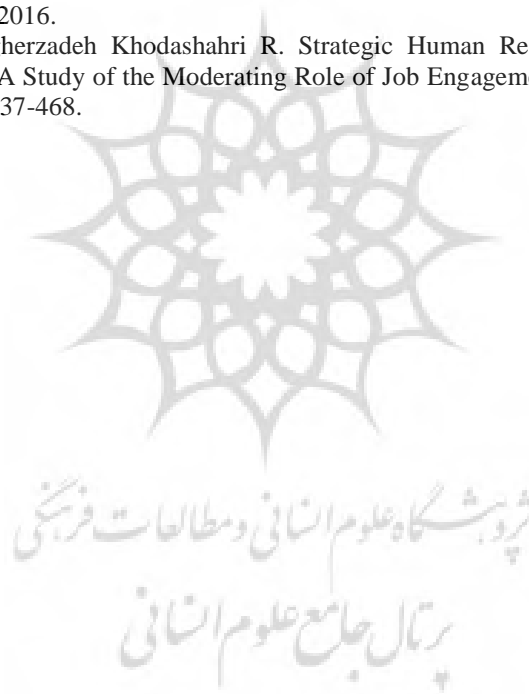 2016.
herzadeh Khodashahri R. Strategic Human Re
A Study of the Moderating Role of Job Engageme
37-468.
پژوهشگاه علوم انسانی و مطالعات فرهنگی
پرتال جامع علوم انسانی